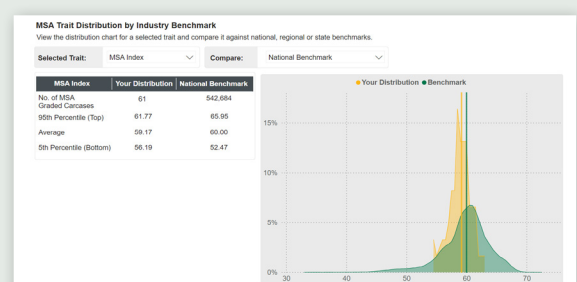 MSA Trait Distribution by Industry Benchmark
View the distribution chart for a selected trait and compare it against national, regional or state benchmarks.
Selected Trait: MSA Index Compare: National Benchmark
MSA Index Your Distribution National Benchmark
No. of MSA
Graded Carcases 61 542,684
95th Percentile (Top) 61.77 65.95
Average 59.17 60.00
5th Percentile (Bottom) 56.19 52.47
Your Distribution Benchmark
15%
10%
5%
0%
30 40 50 60 70